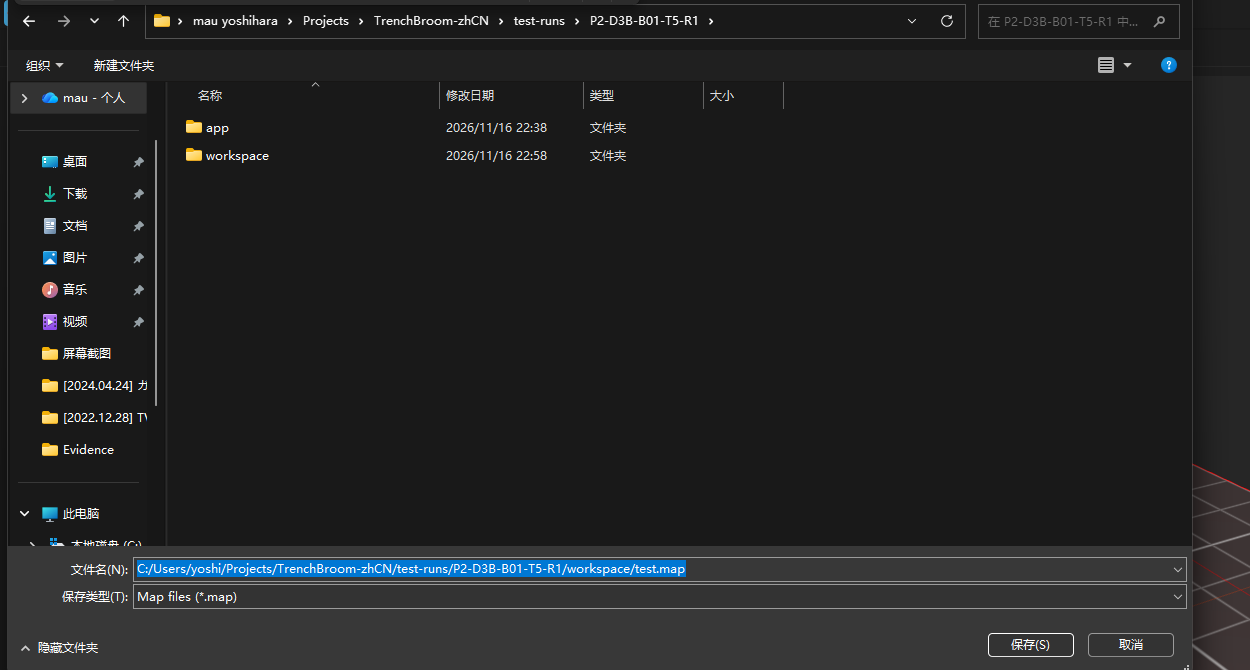 mau yoshihara › Projects › TrenchBroom-zhCN › test-runs › P2-D3B-B01-T5-R1 ›
在 P2-D3B-B01-T5-R1 中...
组织 新建文件夹
mau - 个人
桌面
下载
文档
图片
音乐
视频
屏幕截图
[2024.04.24] ガ
[2022.12.28] TV
Evidence
此电脑
本地磁盘 (C:)
名称 修改日期 类型 大小
app 2026/11/16 22:38 文件夹
workspace 2026/11/16 22:58 文件夹
文件名(N): C:/Users/yoshi/Projects/TrenchBroom-zhCN/test-runs/P2-D3B-B01-T5-R1/workspace/test.map
保存类型(T): Map files (*.map)
隐藏文件夹
保存(S) 取消